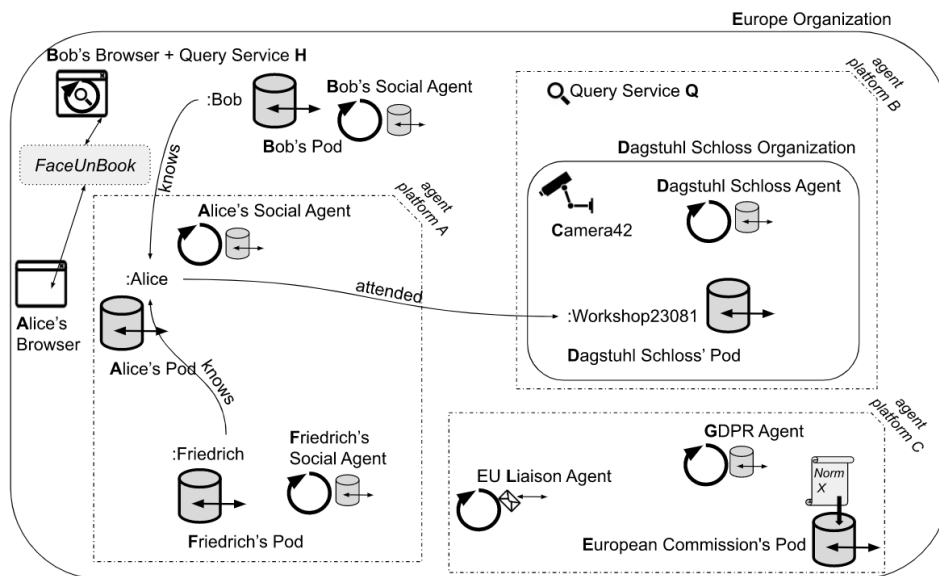 Europe Organization
Bob's Browser + Query Service H
:Bob
Bob's Social Agent
Bob's Pod
FaceUnBook
knows
agent
platform A
Alice's Social Agent
:Alice
attended
Alice's
Browser
Alice's Pod
knows
:Friedrich
Friedrich's
Social Agent
Friedrich's Pod
agent
platform B
Query Service Q
Dagstuhl Schloss Organization
Dagstuhl Schloss Agent
Camera42
:Workshop23081
Dagstuhl Schloss' Pod
agent
platform C
GDPR Agent
EU Liaison Agent
Norm
X
European Commission's Pod